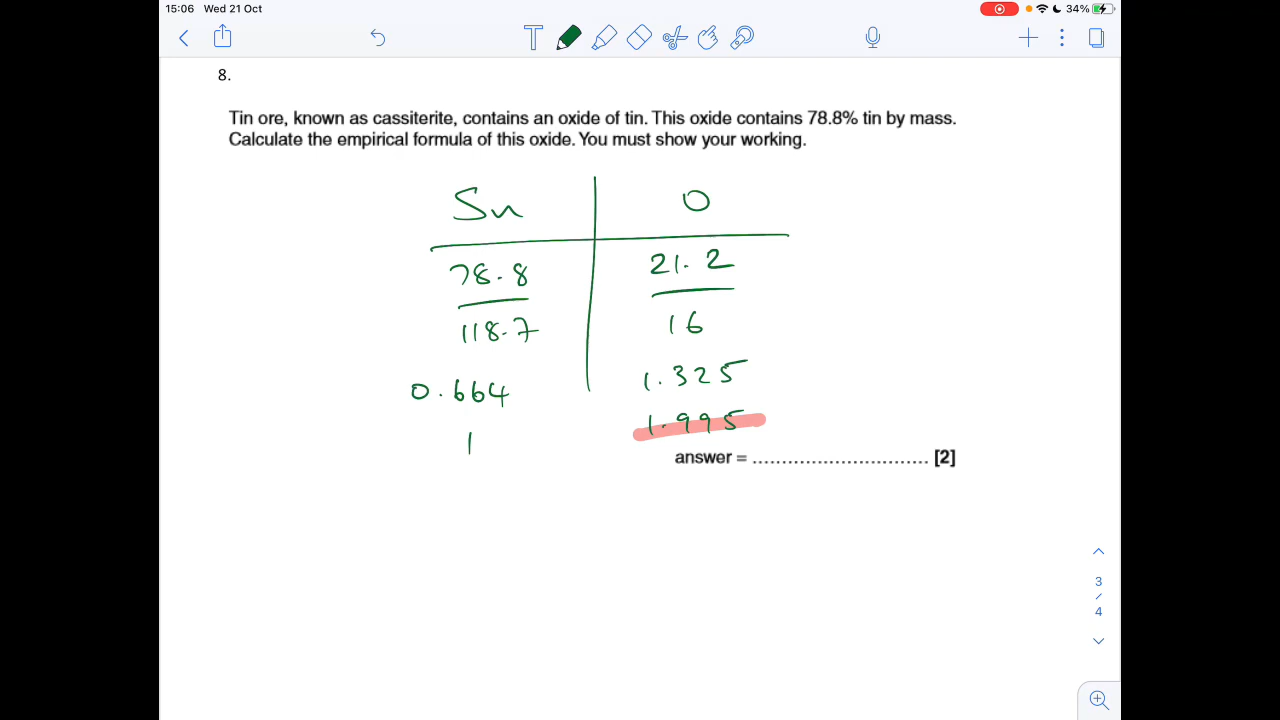 15:06 Wed 21 Oct 34%
T
8.
Tin ore, known as cassiterite, contains an oxide of tin. This oxide contains 78.8% tin by mass.
Calculate the empirical formula of this oxide. You must show your working.
Sn O
78.8 21.2
118.7 16
0.664 1.325
1 1.995
answer = ................................ [2]
3
/
4